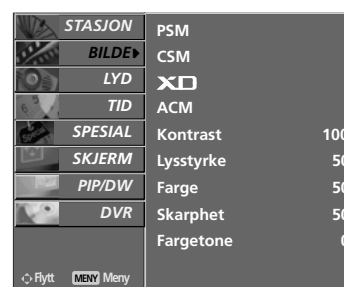 STASJON
BILDE
LYD
TID
SPESIAL
SKJERM
PIP/DW
DVR
Flytt MENY Meny
PSM
CSM
XD
ACM
Kontrast 100
Lysstyrke 50
Farge 50
Skarphet 50
Fargetone 0